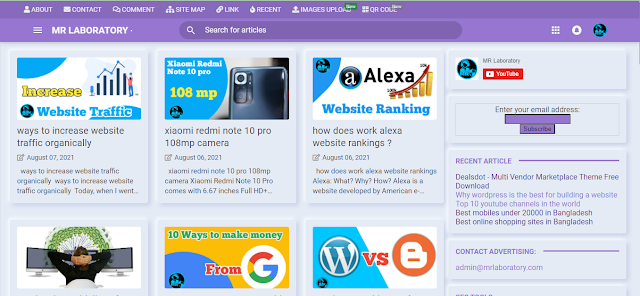 ABOUT CONTACT COMMENT SITE MAP LINK RECENT IMAGES UPLOAD New QR CODE New
MR LABORATORY ·
Search for articles
Increase
Website Traffic
ways to increase website
traffic organically
August 07, 2021
ways to increase website
traffic organically ways to increase website
traffic organically Today, when I went…
Xiaomi Redmi
Note 10 pro
108 mp
xiaomi redmi note 10 pro
108mp camera
August 06, 2021
xiaomi redmi note 10 pro 108mp
camera Xiaomi Redmi Note 10 Pro
comes with 6.67 inches Full HD+…
Alexa
100%
Website Ranking
how does work alexa
website rankings ?
August 06, 2021
how does work alexa website rankings
Alexa: What? Why? How? Alexa is a
website developed by American e-…
10 Ways to make money
From G
VS
MR Laboratory
YouTube
Enter your email address:
Subscribe
RECENT ARTICLE
Dealsdot - Multi Vendor Marketplace Theme Free
Download
Why wordpress is the best for building a website
Top 10 youtube channels in the world
Best mobiles under 20000 in Bangladesh
Best online shopping sites in Bangladesh
CONTACT ADVERTISING:
admin@mrlaboratory.com